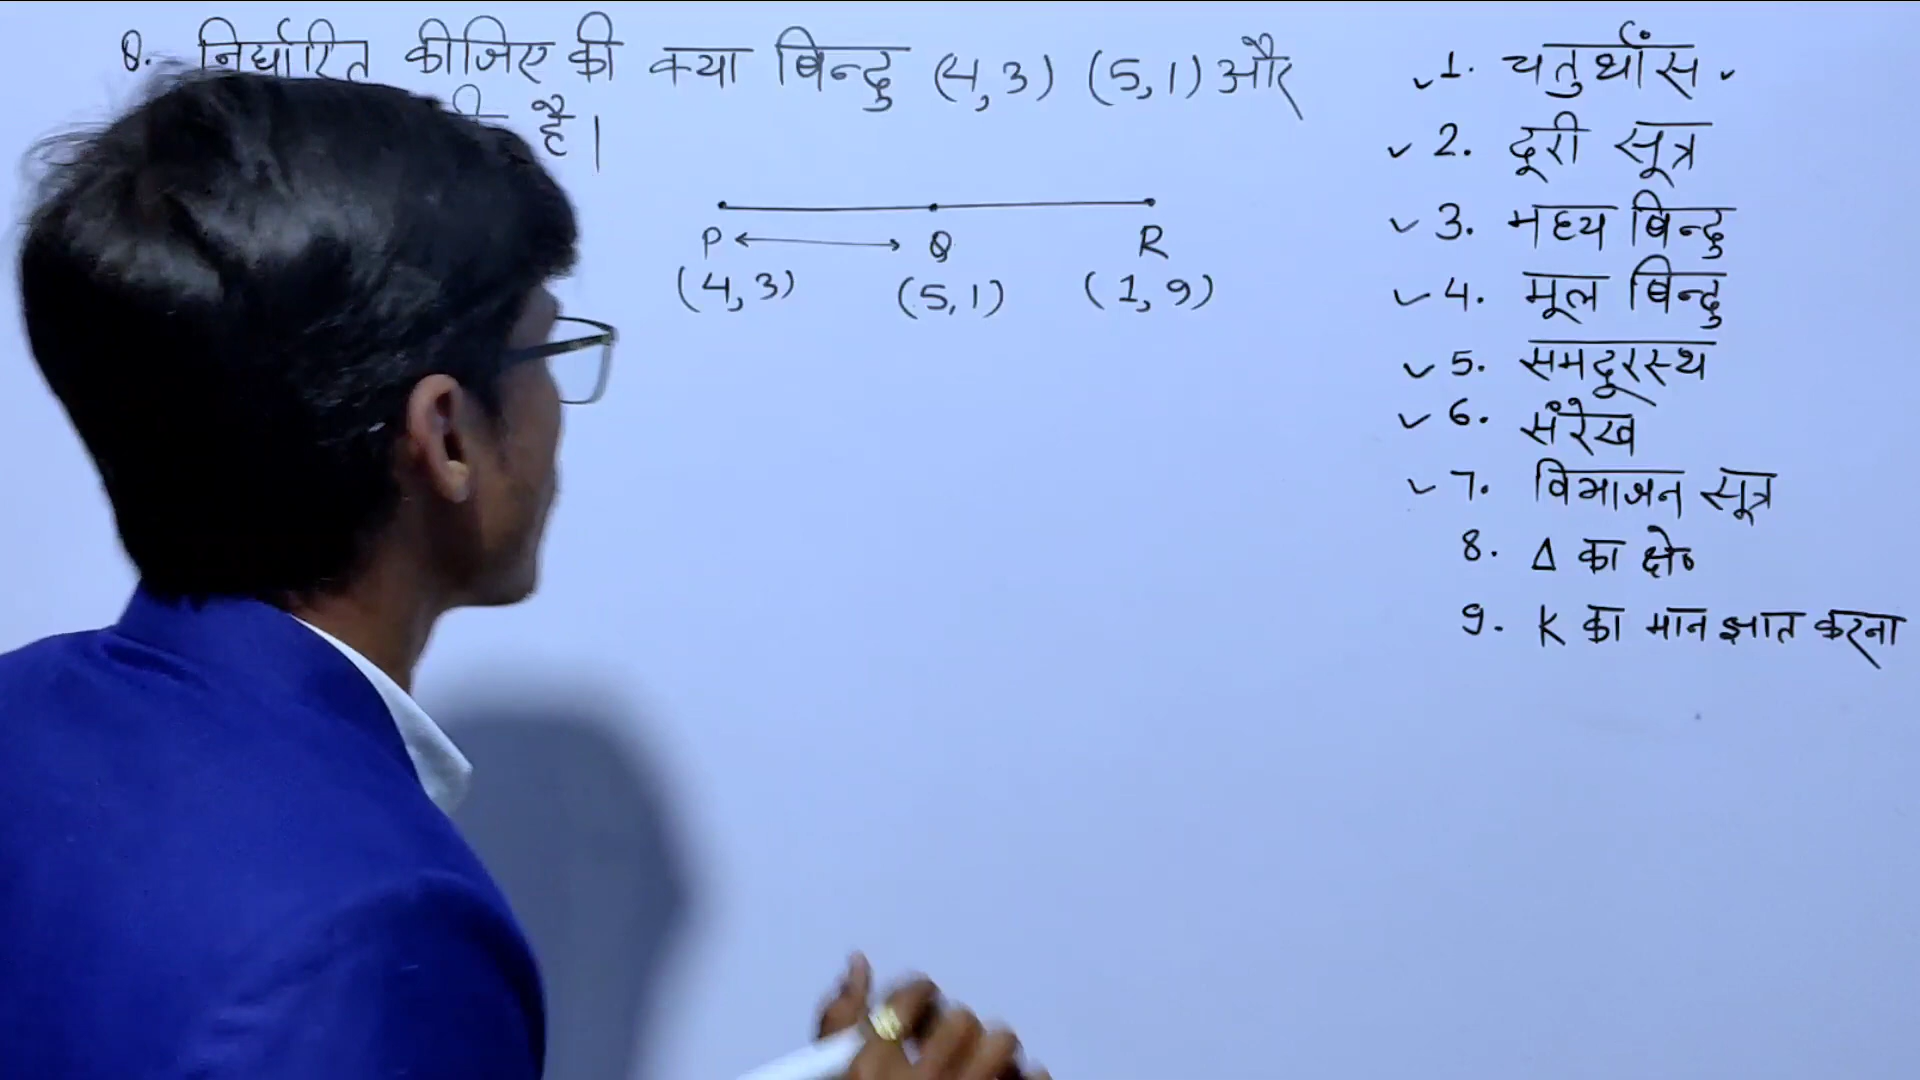 Q. निर्धारित कीजिए की क्या बिन्दु (4,3) (5,1) और
है।
P Q R
(4,3) (5,1) (1,9)
1. चतुर्थांस
2. दूरी सूत्र
3. मध्य बिन्दु
4. मूल बिन्दु
5. समदूरस्थ
6. संरेख
7. विभाजन सूत्र
8. Δ का क्षे०
9. K का मान ज्ञात करना